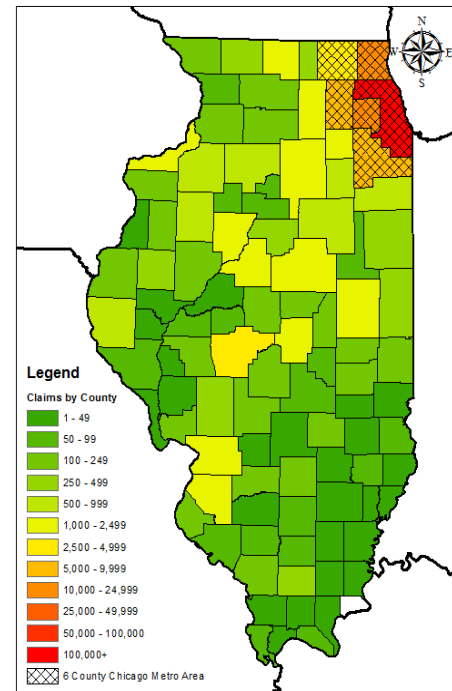 N
W E
S
Legend
Claims by County
1 - 49
50 - 99
100 - 249
250 - 499
500 - 999
1,000 - 2,499
2,500 - 4,999
5,000 - 9,999
10,000 - 24,999
25,000 - 49,999
50,000 - 100,000
100,000+
6 County Chicago Metro Area